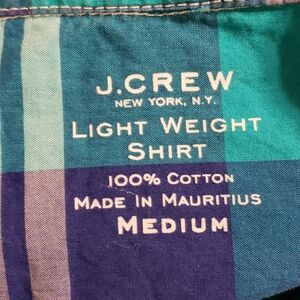 J.CREW
NEW YORK, N.Y.
LIGHT WEIGHT
SHIRT
100% COTTON
MADE IN MAURITIUS
MEDIUM